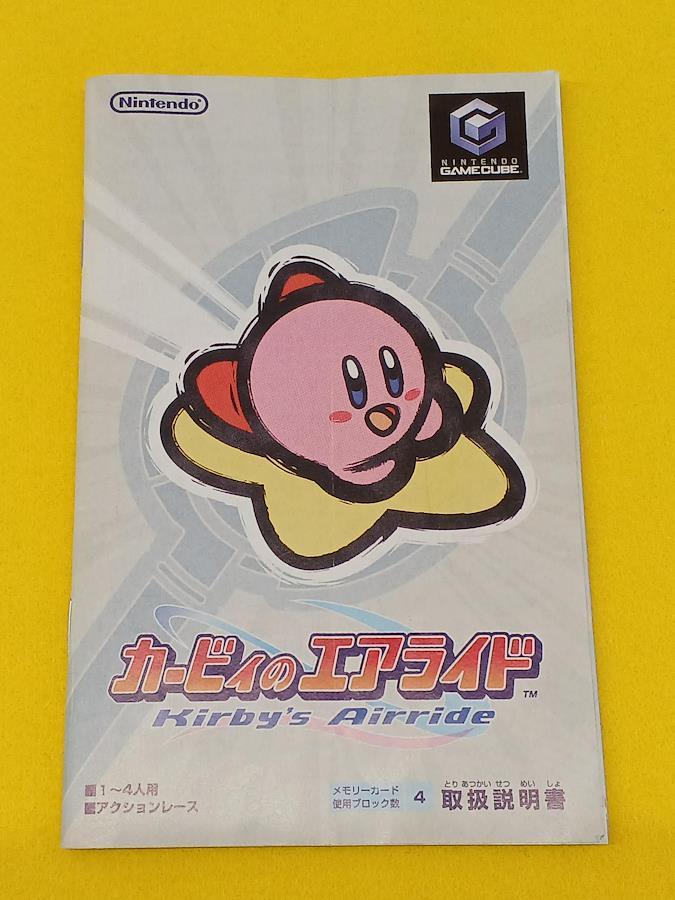 Nintendo®
NINTENDO
GAMECUBE™
カービィのエアライド™
Kirby's Airride
■1～4人用
■アクションレース
メモリーカード
使用ブロック数 4
とり あつかい せつ めい しょ
取扱説明書